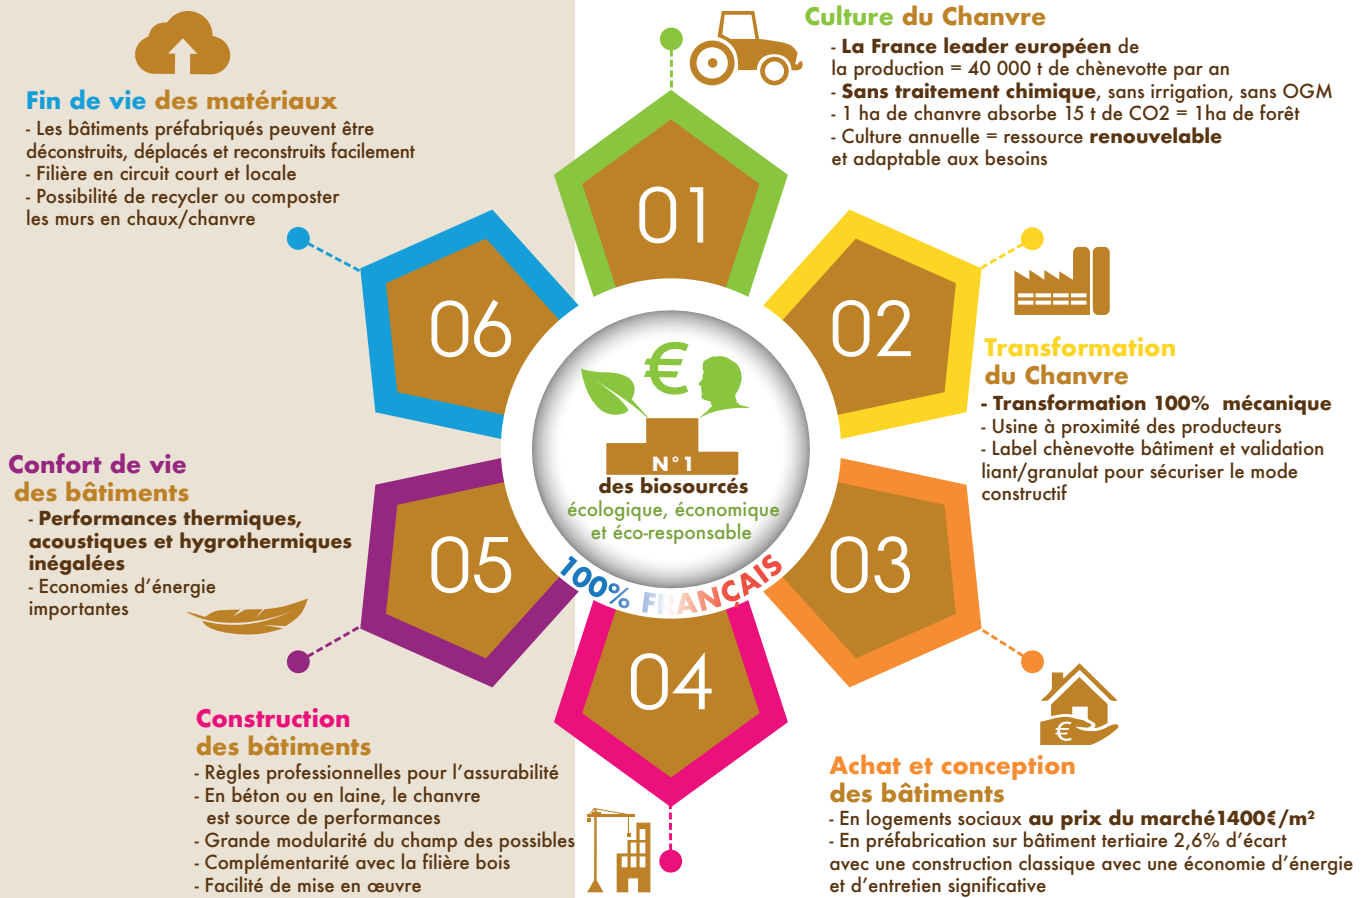 Culture du Chanvre
- La France leader européen de
la production = 40 000 t de chènevotte par an
- Sans traitement chimique, sans irrigation, sans OGM
- 1 ha de chanvre absorbe 15 t de CO2 = 1ha de forêt
- Culture annuelle = ressource renouvelable
et adaptable aux besoins
01
02
Transformation
du Chanvre
- Transformation 100% mécanique
- Usine à proximité des producteurs
- Label chènevotte bâtiment et validation
liant/granulat pour sécuriser le mode
constructif
03
Achat et conception
des bâtiments
- En logements sociaux au prix du marché1400€/m²
- En préfabrication sur bâtiment tertiaire 2,6% d'écart
avec une construction classique avec une économie d'énergie
et d'entretien significative
€
04
Construction
des bâtiments
- Règles professionnelles pour l'assurabilité
- En béton ou en laine, le chanvre
est source de performances
- Grande modularité du champ des possibles
- Complémentarité avec la filière bois
- Facilité de mise en œuvre
05
Confort de vie
des bâtiments
- Performances thermiques,
acoustiques et hygrothermiques
inégalées
- Economies d'énergie
importantes
06
Fin de vie des matériaux
- Les bâtiments préfabriqués peuvent être
déconstruits, déplacés et reconstruits facilement
- Filière en circuit court et locale
- Possibilité de recycler ou composter
les murs en chaux/chanvre
€
N°1
des biosourcés
écologique, économique
et éco-responsable
100% FRANÇAIS